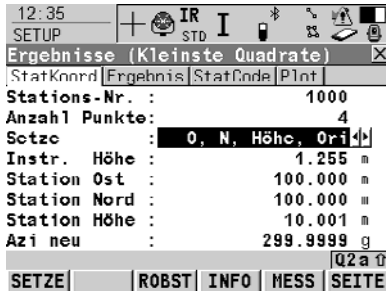 12:35
SETUP
IR
STD
I
Ergebnisse (Kleinste Quadrate)
StatKoord Ergebnis StatCode Plot
Stations-Nr. : 1000
Anzahl Punkte: 4
Setze : O, N, Höhe, Ori
Instr. Höhe : 1.255 m
Station Ost : 100.000 m
Station Nord : 100.000 m
Station Höhe : 10.001 m
Azi neu : 299.9999 g
Q2a
SETZE ROBST INFO MESS SEITE